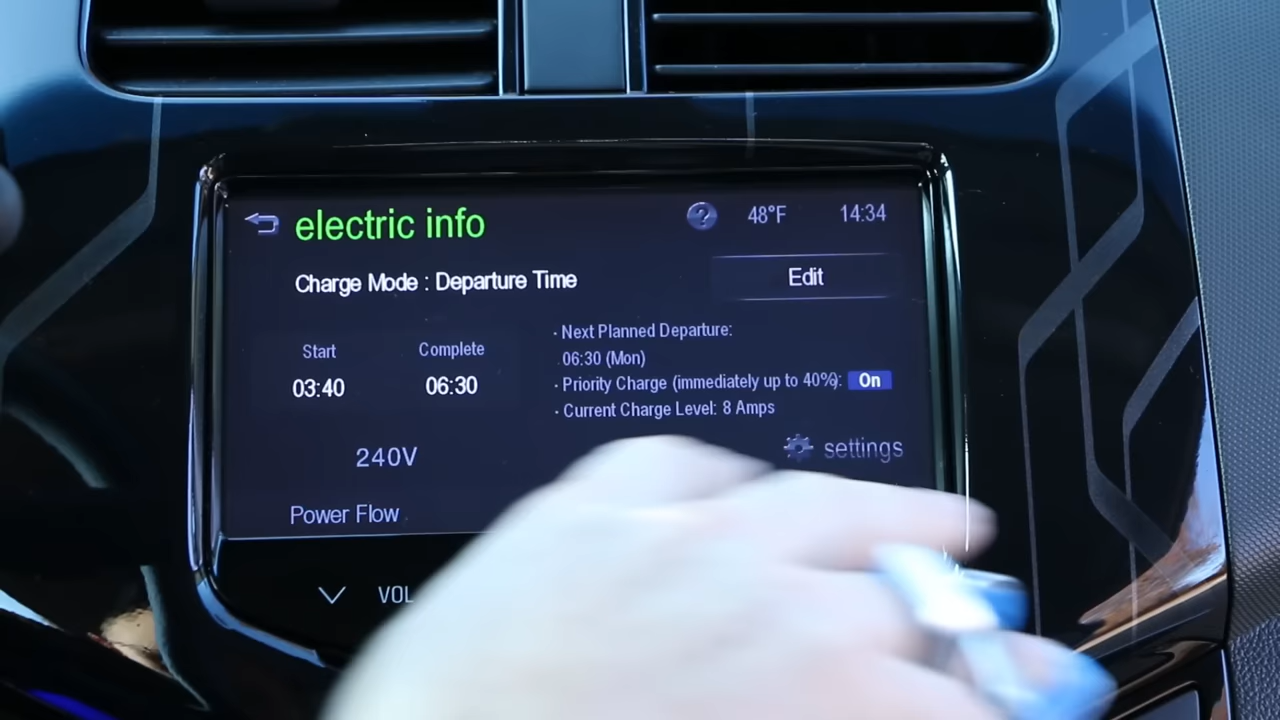 electric info
?
48°F
14:34
Charge Mode : Departure Time
Edit
Start
Complete
03:40
06:30
· Next Planned Departure:
06:30 (Mon)
· Priority Charge (immediately up to 40%): On
· Current Charge Level: 8 Amps
240V
settings
Power Flow
VOL